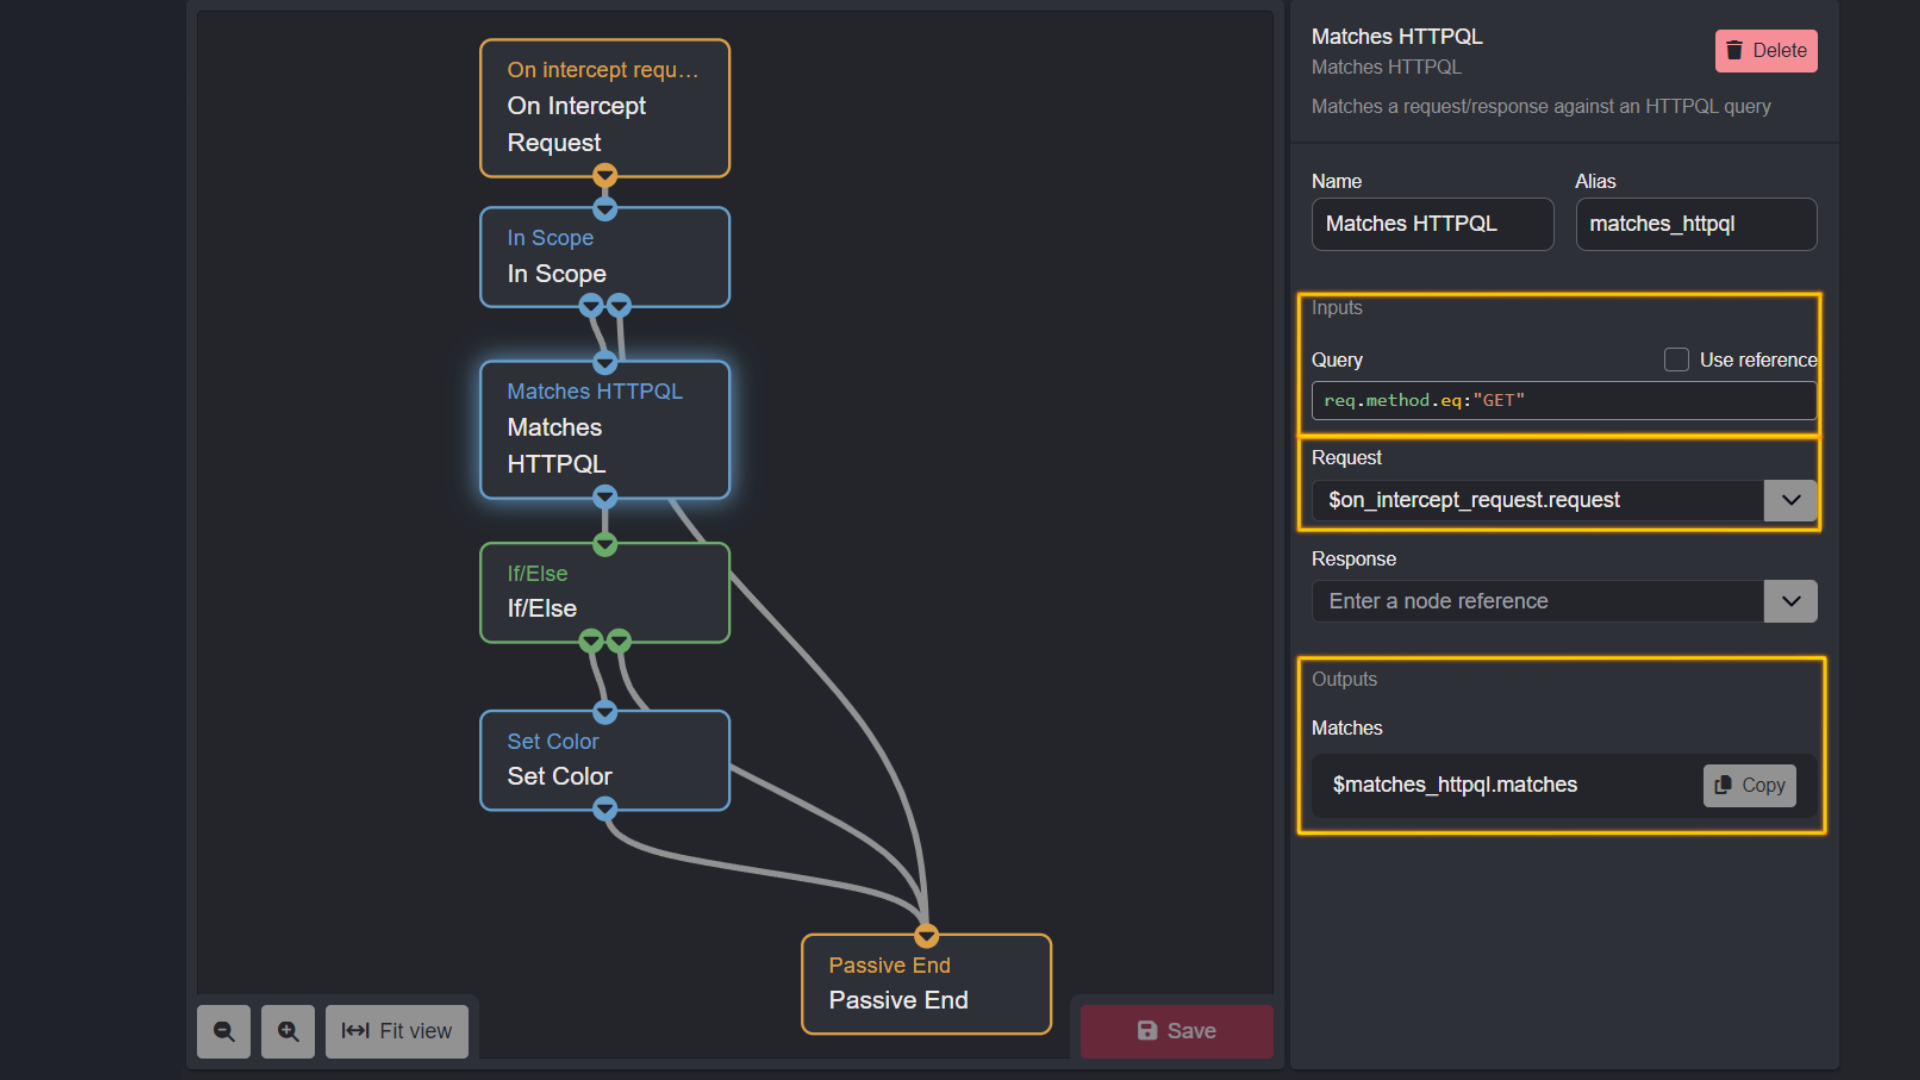 On intercept requ…
On Intercept
Request
In Scope
In Scope
Matches HTTPQL
Matches
HTTPQL
If/Else
If/Else
Set Color
Set Color
Passive End
Passive End
Fit view
Save
Matches HTTPQL
Matches HTTPQL
Delete
Matches a request/response against an HTTPQL query
Name
Alias
Matches HTTPQL
matches_httpql
Inputs
Query
Use reference
req.method.eq:"GET"
Request
$on_intercept_request.request
Response
Enter a node reference
Outputs
Matches
$matches_httpql.matches
Copy